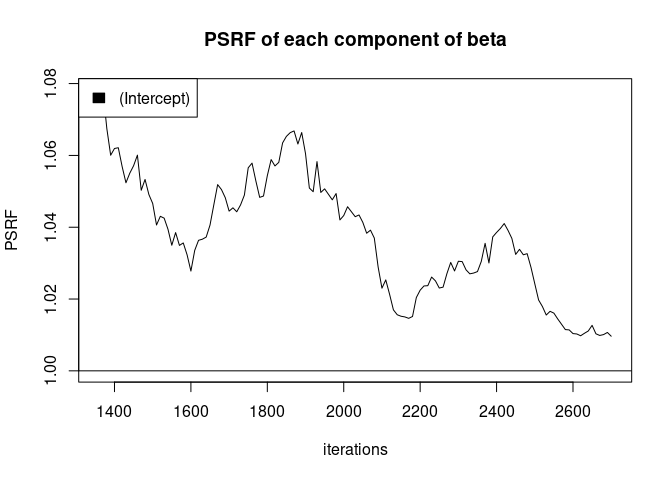 PSRF of each component of beta
(Intercept)
PSRF
1.00 1.02 1.04 1.06 1.08
1400 1600 1800 2000 2200 2400 2600
iterations